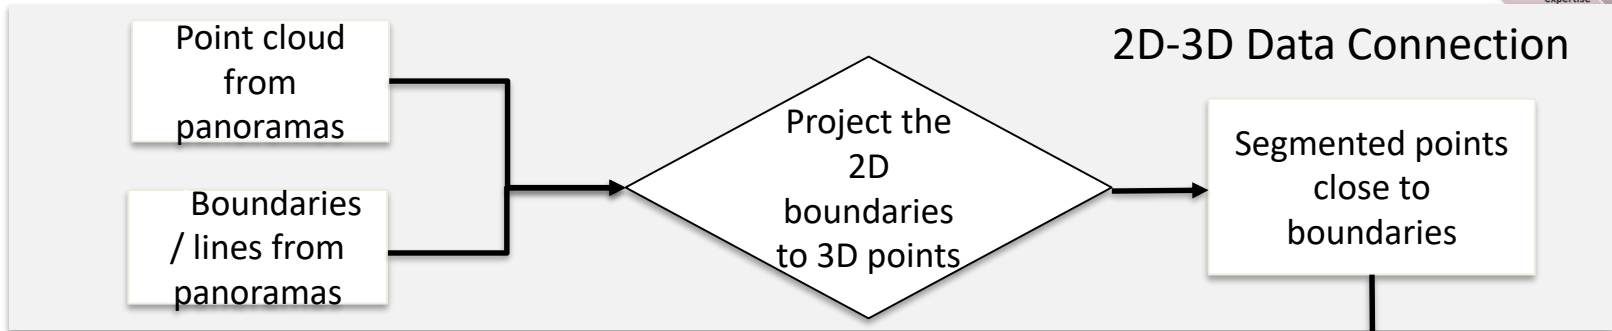 expertise
2D-3D Data Connection
Point cloud
from
panoramas
Boundaries
/ lines from
panoramas
Project the
2D
boundaries
to 3D points
Segmented points
close to
boundaries